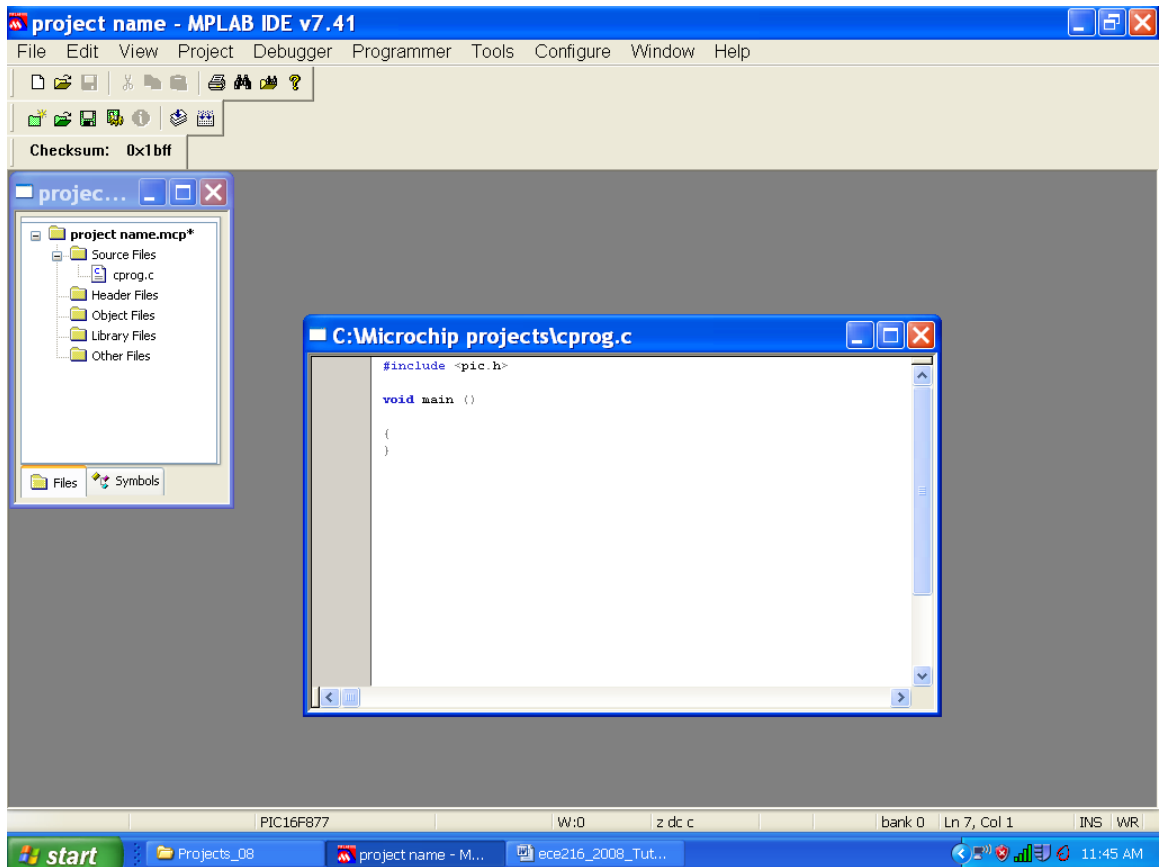 project name - MPLAB IDE v7.41
File Edit View Project Debugger Programmer Tools Configure Window Help
Checksum: 0x1bff
projec...
project name.mcp*
Source Files
cprog.c
Header Files
Object Files
Library Files
Other Files
Files Symbols
C:\Microchip projects\cprog.c
#include <pic.h>
void main ()
{
}
PIC16F877 W:0 z dc c bank 0 Ln 7, Col 1 INS WR
start Projects_08 project name - M... ece216_2008_Tut... 11:45 AM